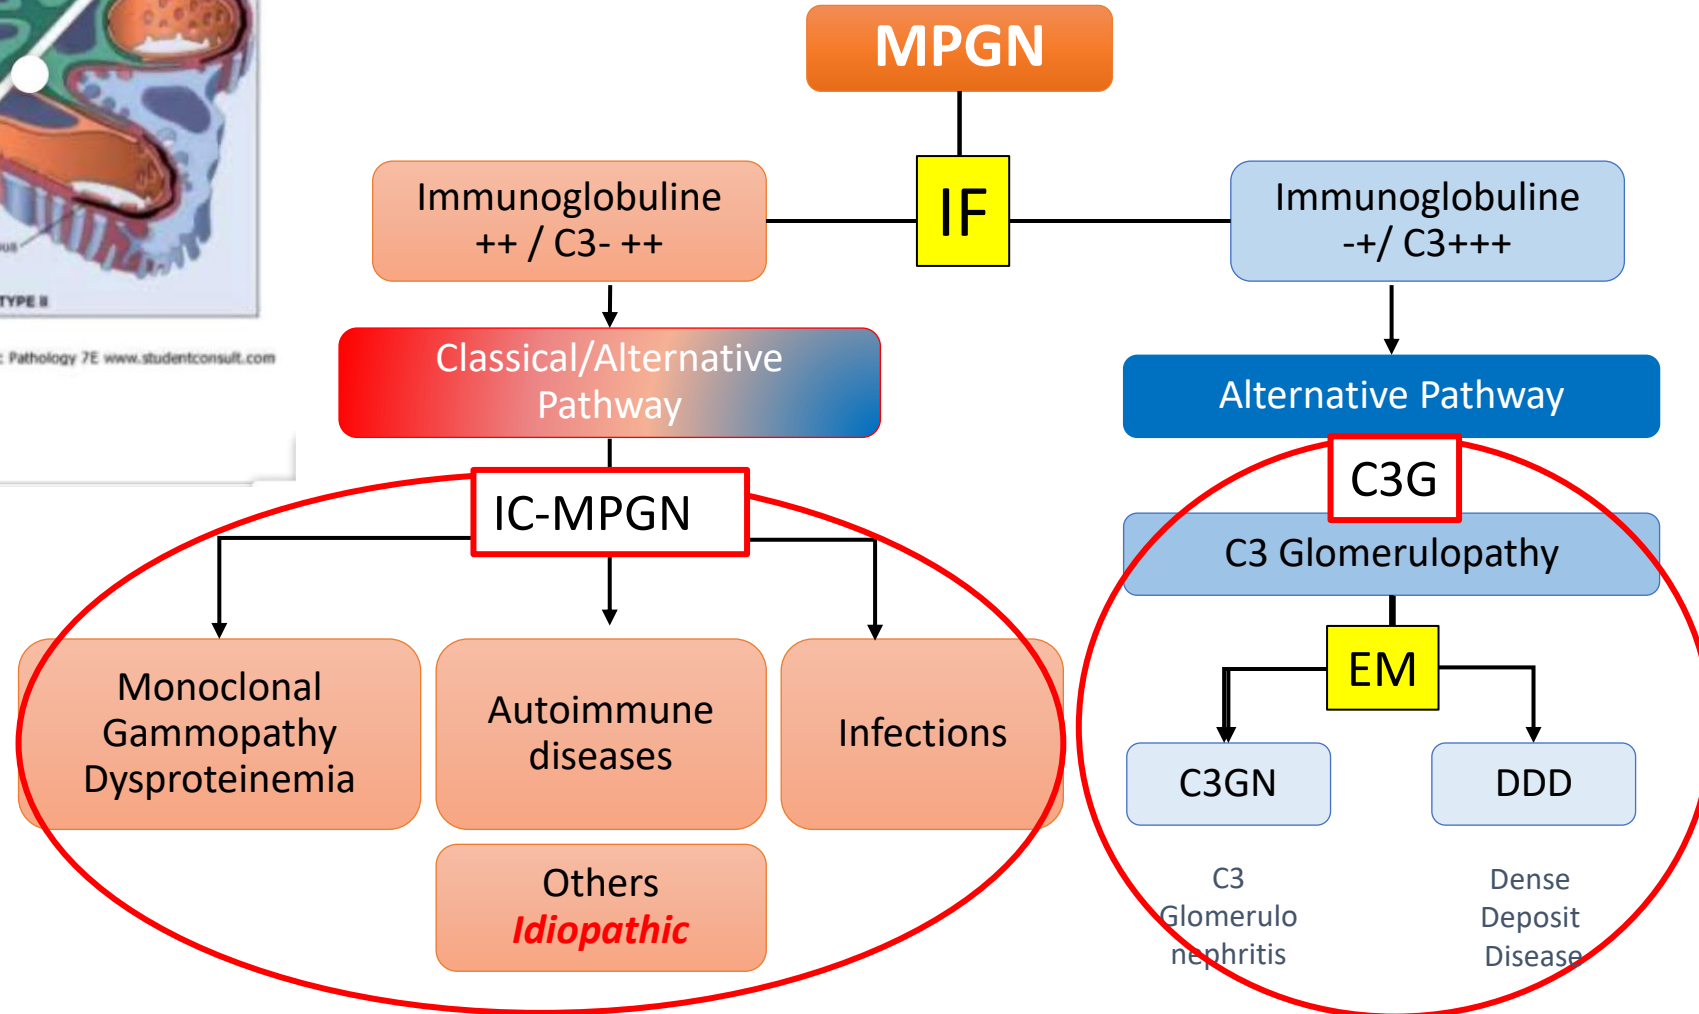 MPGN
IF
Immunoglobuline
++ / C3- ++
Immunoglobuline
-+/ C3+++
TYPE II
Pathology 7E www.studentconsult.com
Classical/Alternative
Pathway
Alternative Pathway
IC-MPGN
C3G
C3 Glomerulopathy
EM
Monoclonal
Gammopathy
Dysproteinemia
Autoimmune
diseases
Infections
C3GN
DDD
Others
Idiopathic
C3
Glomerulo
nephritis
Dense
Deposit
Disease